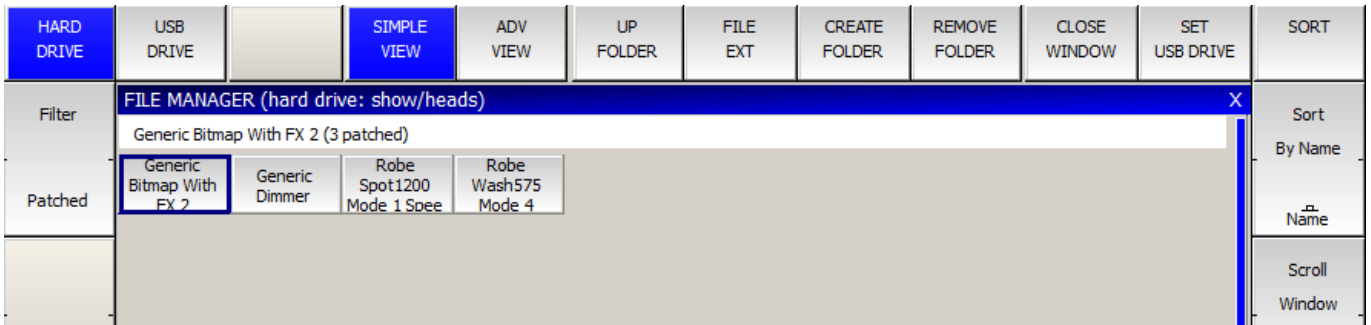 HARD
DRIVE
USB
DRIVE
SIMPLE
VIEW
ADV
VIEW
UP
FOLDER
FILE
EXT
CREATE
FOLDER
REMOVE
FOLDER
CLOSE
WINDOW
SET
USB DRIVE
SORT
Filter
Patched
FILE MANAGER (hard drive: show/heads)
X
Generic Bitmap With FX 2 (3 patched)
Generic
Bitmap With
FX 2
Generic
Dimmer
Robe
Spot1200
Mode 1 Spee
Robe
Wash575
Mode 4
Sort
By Name
Name
Scroll
Window